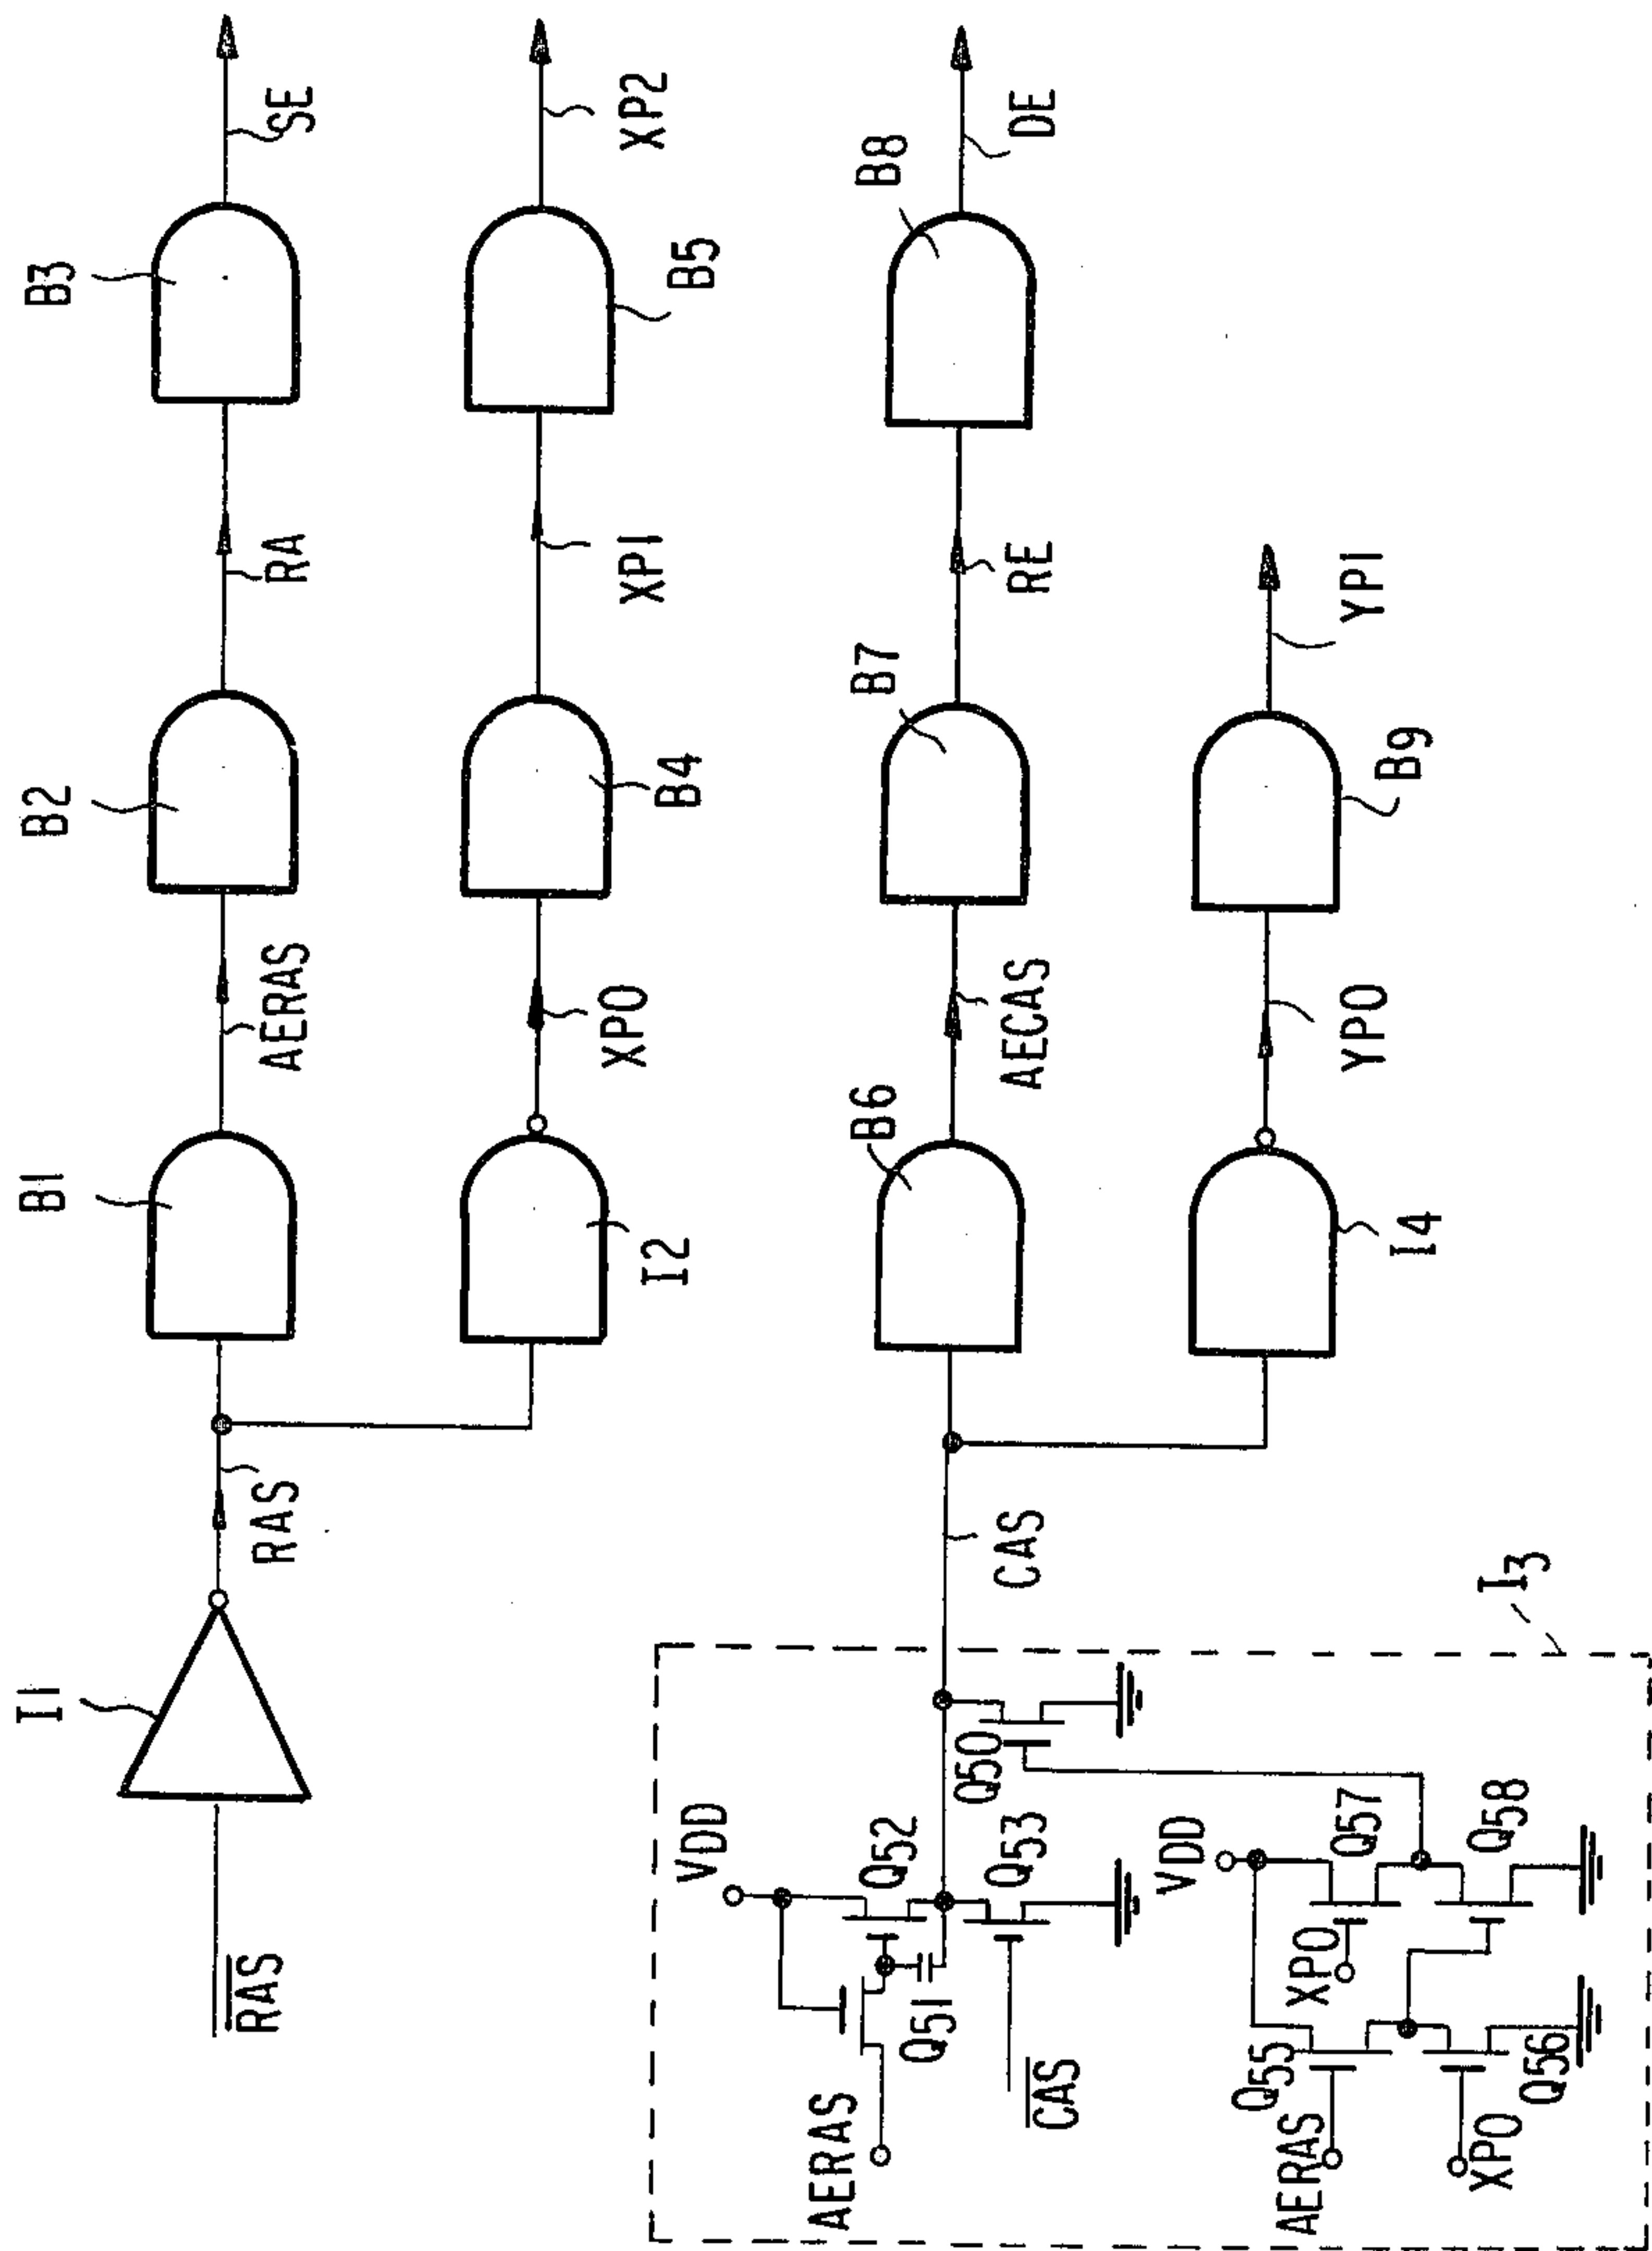 I1
RAS
RAS
B1
AERAS
B2
RA
B3
SE
I2
XP0
B4
XP1
B5
XP2
I3
AERAS
VDD
Q51
Q52
Q53
CAS
Q50
CAS
VDD
AERAS
Q55
XP0
Q56
XP0
Q57
Q58
B6
AECAS
B7
RE
B8
DE
I4
YP0
B9
YP1